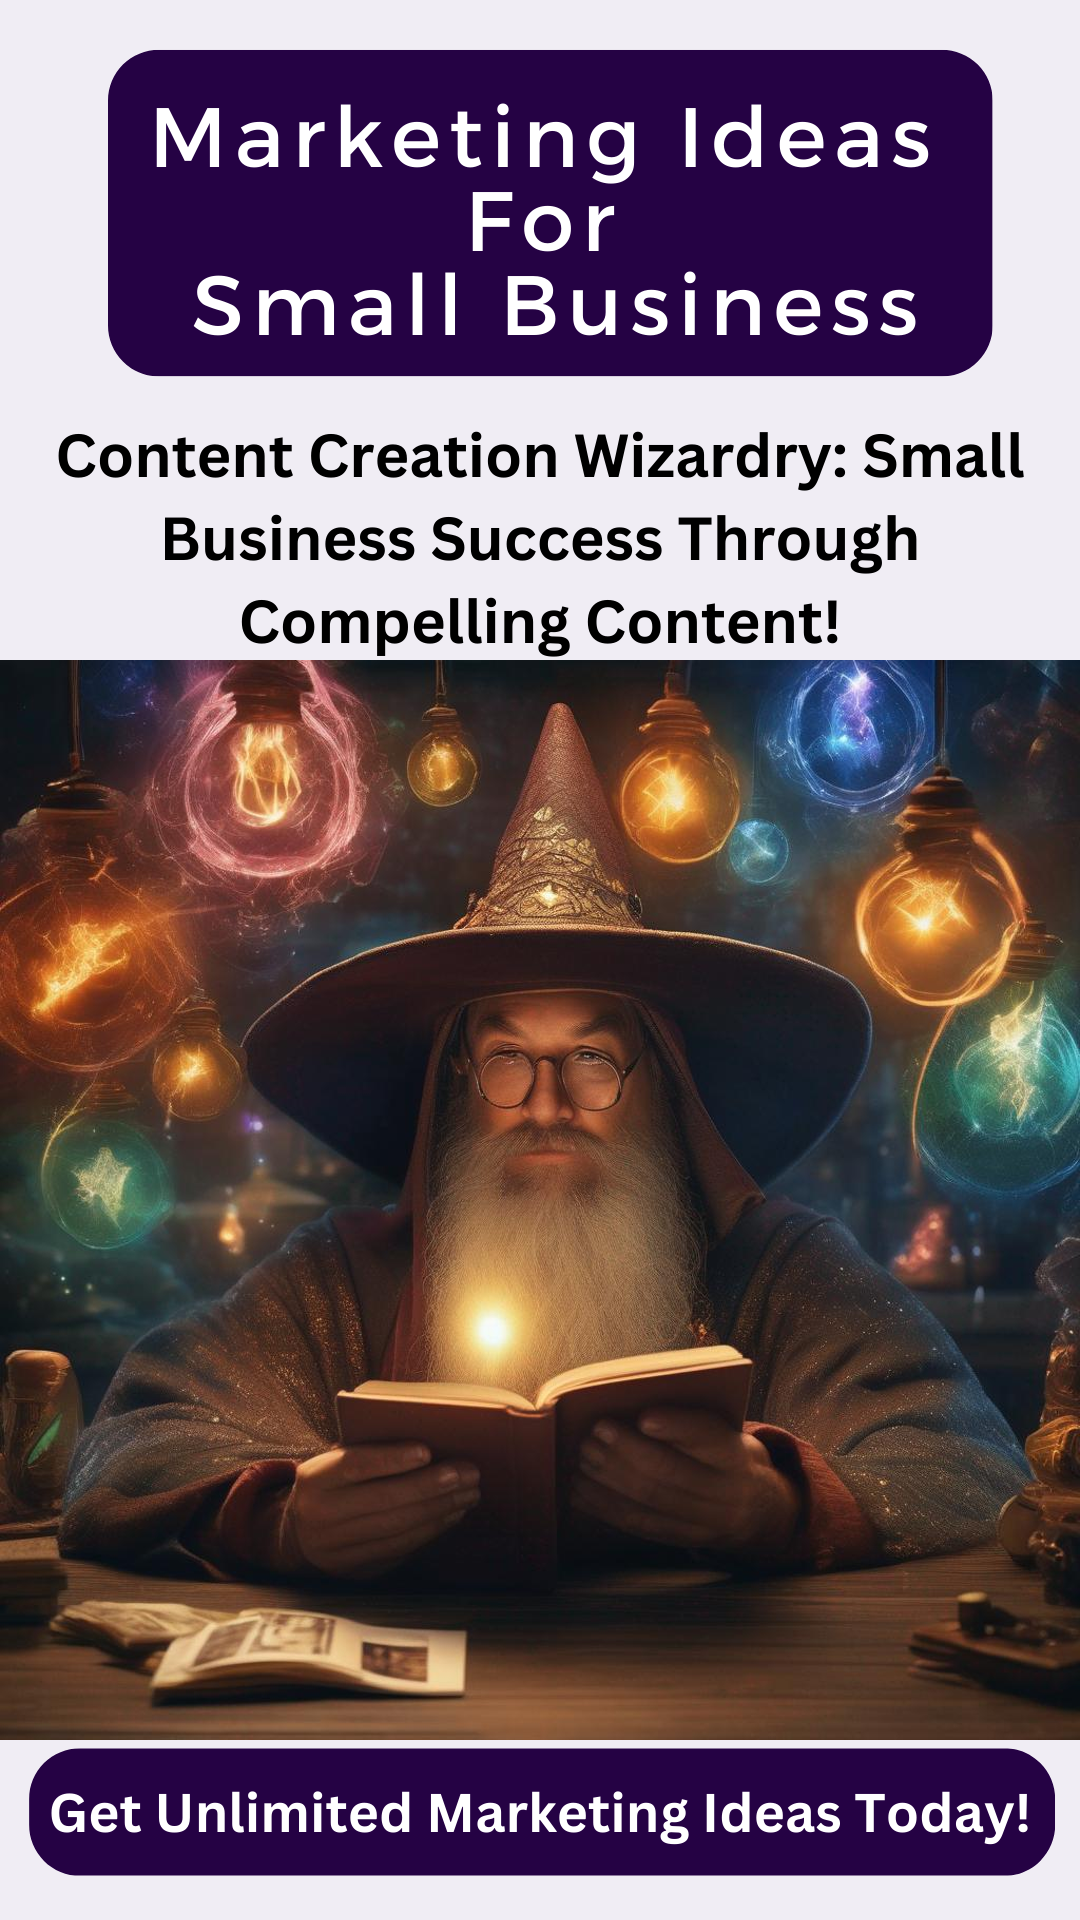 Marketing Ideas
For
Small Business
Content Creation Wizardry: Small
Business Success Through
Compelling Content!
Get Unlimited Marketing Ideas Today!